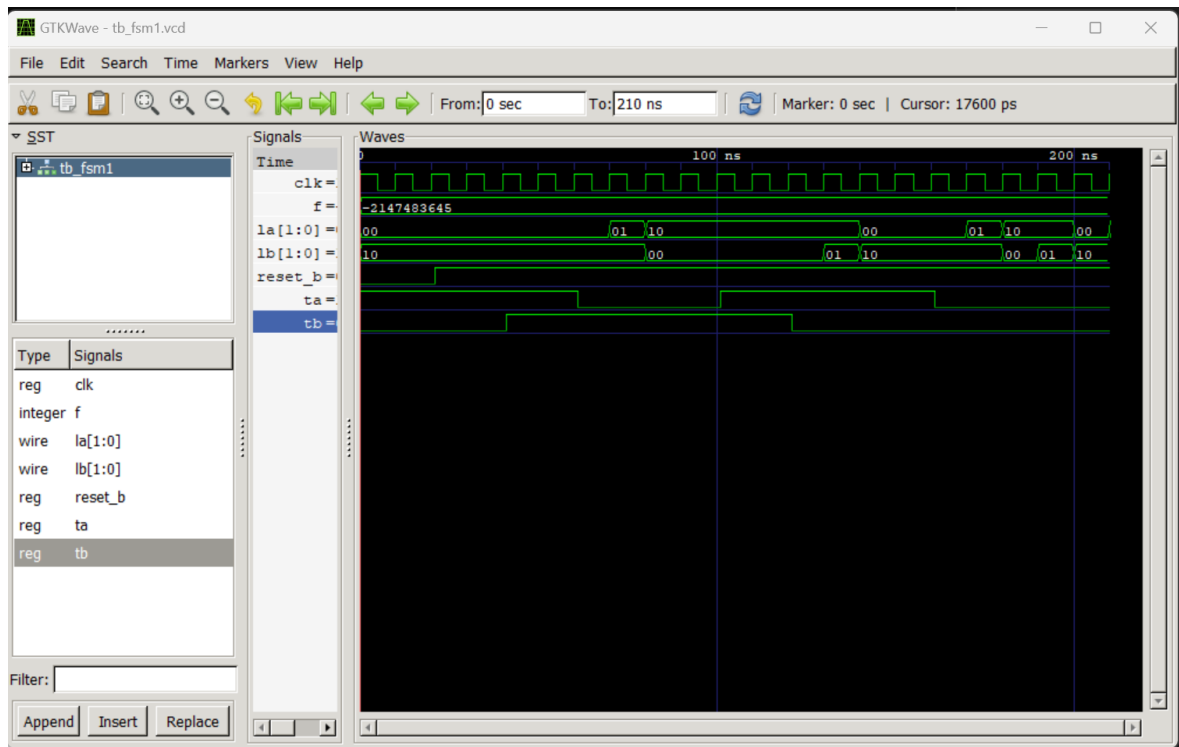 GTKWave - tb_fsm1.vcd
File Edit Search Time Markers View Help
From: 0 sec To: 210 ns Marker: 0 sec | Cursor: 17600 ps
SST
tb_fsm1
Type Signals
reg clk
integer f
wire la[1:0]
wire lb[1:0]
reg reset_b
reg ta
reg tb
Filter:
Append Insert Replace
Signals
Time
clk=
f=
la[1:0]=
lb[1:0]=
reset_b=
ta=
tb=
Waves
0 100 ns 200 ns
-2147483645
00 01 10 00 01 10 00
10 00 01 10 00 01 10